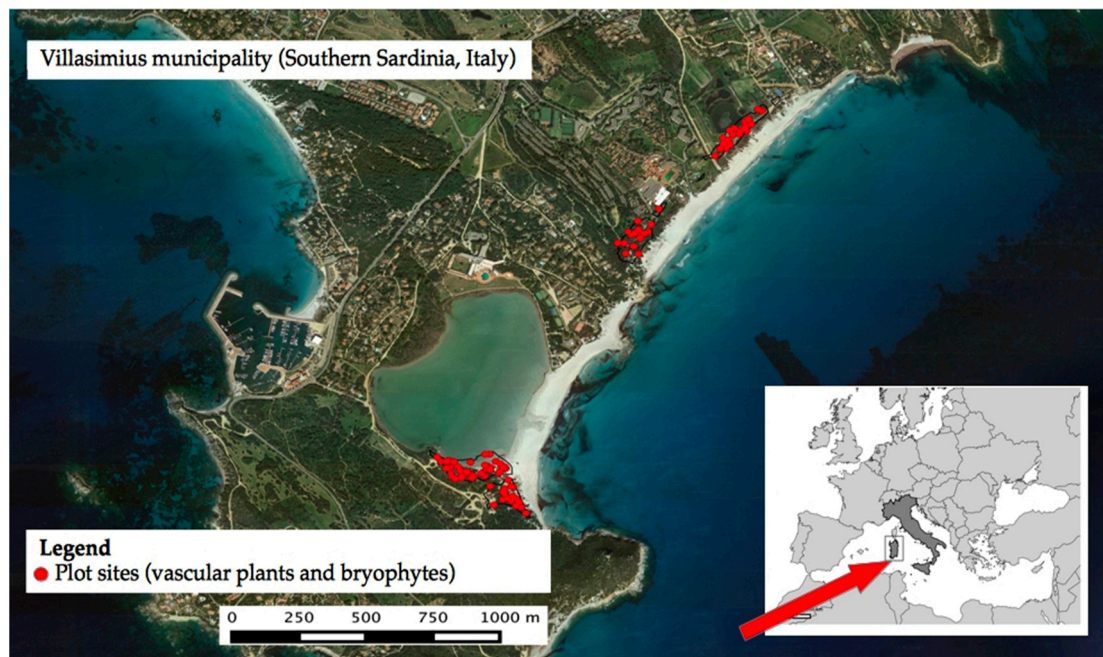 Villasimius municipality (Southern Sardinia, Italy)
Legend
Plot sites (vascular plants and bryophytes)
0 250 500 750 1000 m